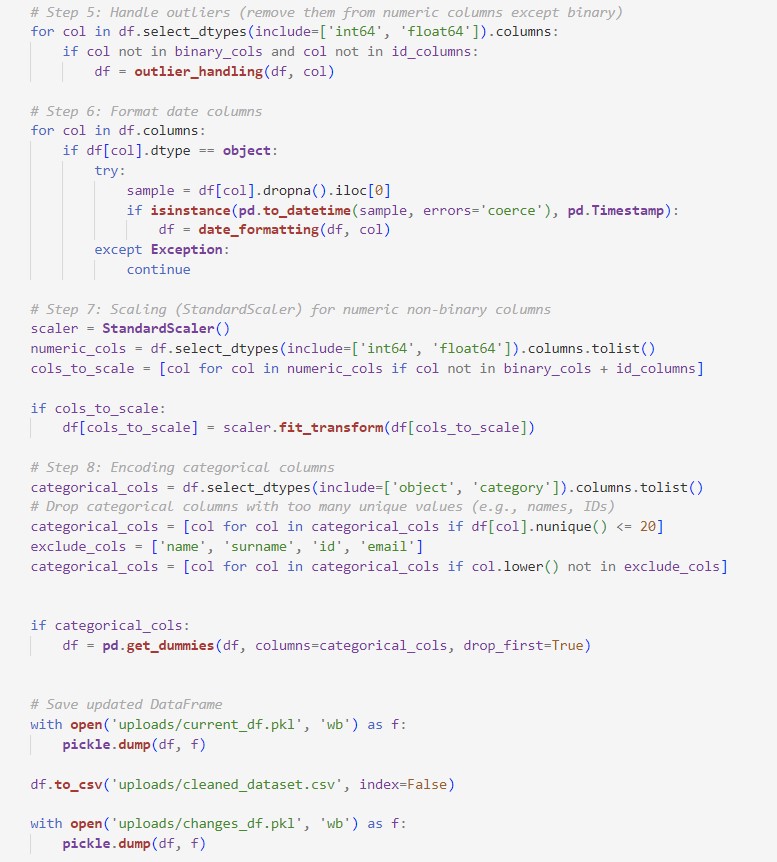 # Step 5: Handle outliers (remove them from numeric columns except binary)
for col in df.select_dtypes(include=['int64', 'float64']).columns:
    if col not in binary_cols and col not in id_columns:
        df = outlier_handling(df, col)

# Step 6: Format date columns
for col in df.columns:
    if df[col].dtype == object:
        try:
            sample = df[col].dropna().iloc[0]
            if isinstance(pd.to_datetime(sample, errors='coerce'), pd.Timestamp):
                df = date_formatting(df, col)
        except Exception:
            continue

# Step 7: Scaling (StandardScaler) for numeric non-binary columns
scaler = StandardScaler()
numeric_cols = df.select_dtypes(include=['int64', 'float64']).columns.tolist()
cols_to_scale = [col for col in numeric_cols if col not in binary_cols + id_columns]

if cols_to_scale:
    df[cols_to_scale] = scaler.fit_transform(df[cols_to_scale])

# Step 8: Encoding categorical columns
categorical_cols = df.select_dtypes(include=['object', 'category']).columns.tolist()
# Drop categorical columns with too many unique values (e.g., names, IDs)
categorical_cols = [col for col in categorical_cols if df[col].nunique() <= 20]
exclude_cols = ['name', 'surname', 'id', 'email']
categorical_cols = [col for col in categorical_cols if col.lower() not in exclude_cols]


if categorical_cols:
    df = pd.get_dummies(df, columns=categorical_cols, drop_first=True)


# Save updated DataFrame
with open('uploads/current_df.pkl', 'wb') as f:
    pickle.dump(df, f)

df.to_csv('uploads/cleaned_dataset.csv', index=False)

with open('uploads/changes_df.pkl', 'wb') as f:
    pickle.dump(df, f)